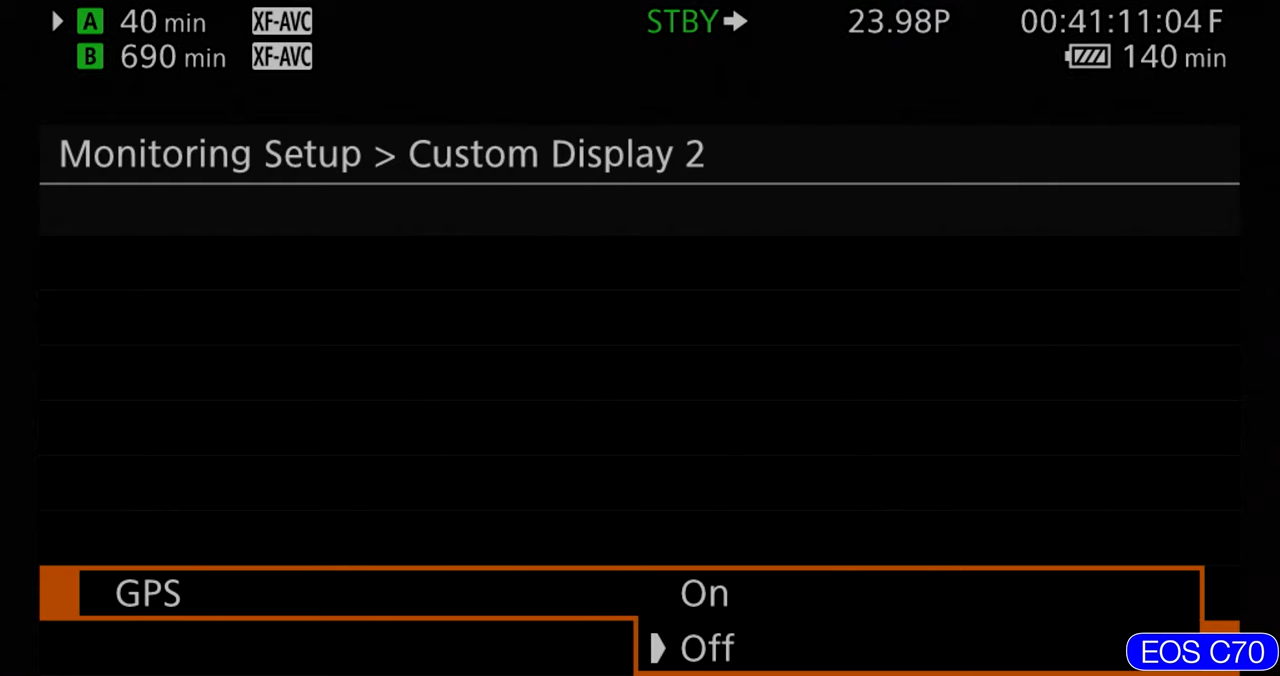 A 40 min XF-AVC STBY 23.98P 00:41:11:04 F
B 690 min XF-AVC 140 min
Monitoring Setup > Custom Display 2
GPS On
Off
EOS C70